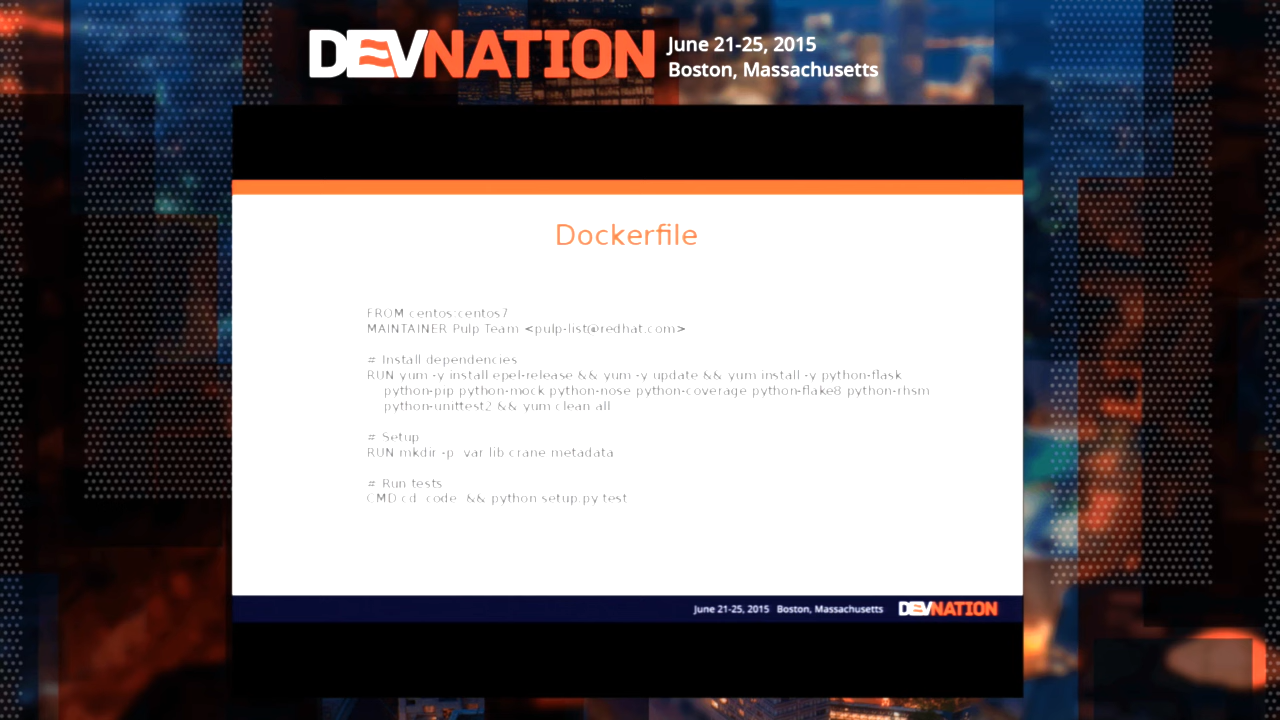 DEVNATION June 21-25, 2015
Boston, Massachusetts
Dockerfile
FROM centos:centos7
MAINTAINER Pulp Team <pulp-list@redhat.com>
# Install dependencies
RUN yum -y install epel-release && yum -y update && yum install -y python-flask
python-pip python-mock python-nose python-coverage python-flake8 python-rhsm
python-unittest2 && yum clean all
# Setup
RUN mkdir -p var lib crane metadata
# Run tests
CMD cd code && python setup.py test
June 21-25, 2015 Boston, Massachusetts DEVNATION